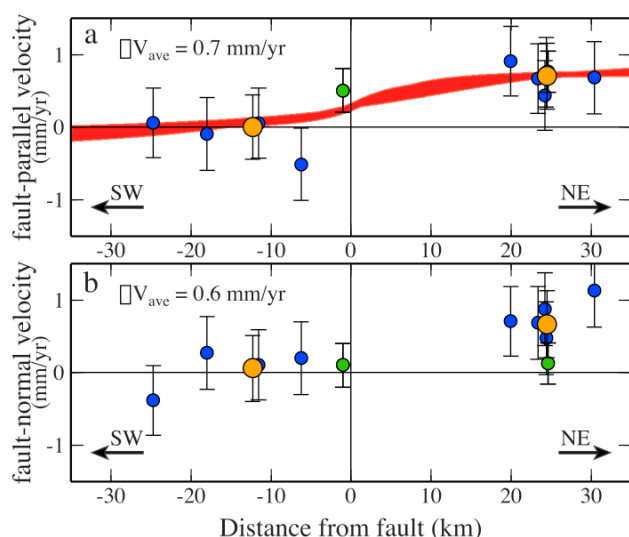 a
▯V_ave = 0.7 mm/yr
fault-parallel velocity
(mm/yr)
1
0
-1
SW
NE
-30
-20
-10
0
10
20
30
b
▯V_ave = 0.6 mm/yr
fault-normal velocity
(mm/yr)
1
0
-1
SW
NE
-30
-20
-10
0
10
20
30
Distance from fault (km)